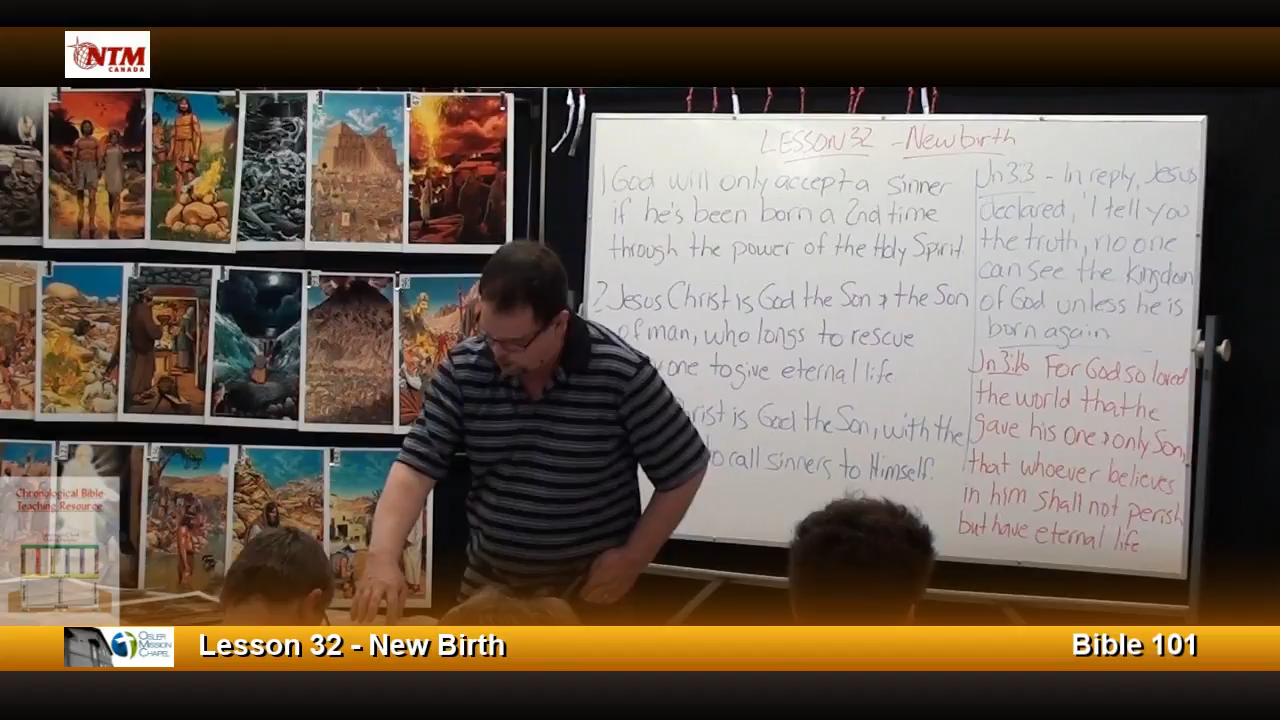 NTM
CANADA
LESSON 32 - New birth
1 God will only accept a sinner
if he's been born a 2nd time
through the power of the Holy Spirit.
2. Jesus Christ is God the Son & the Son
of man, who longs to rescue
one to give eternal life
rist is God the Son, with the
o call sinners to Himself.
Jn 3:3 - In reply, Jesus
declared, 'I tell you
the truth, no one
can see the kingdom
of God unless he is
born again
Jn 3:16 For God so loved
the world that he
gave his one & only Son,
that whoever believes
in him shall not perish
but have eternal life
Chronological Bible
Teaching Resource
OSLER
MISSION
CHAPEL
Lesson 32 - New Birth
Bible 101